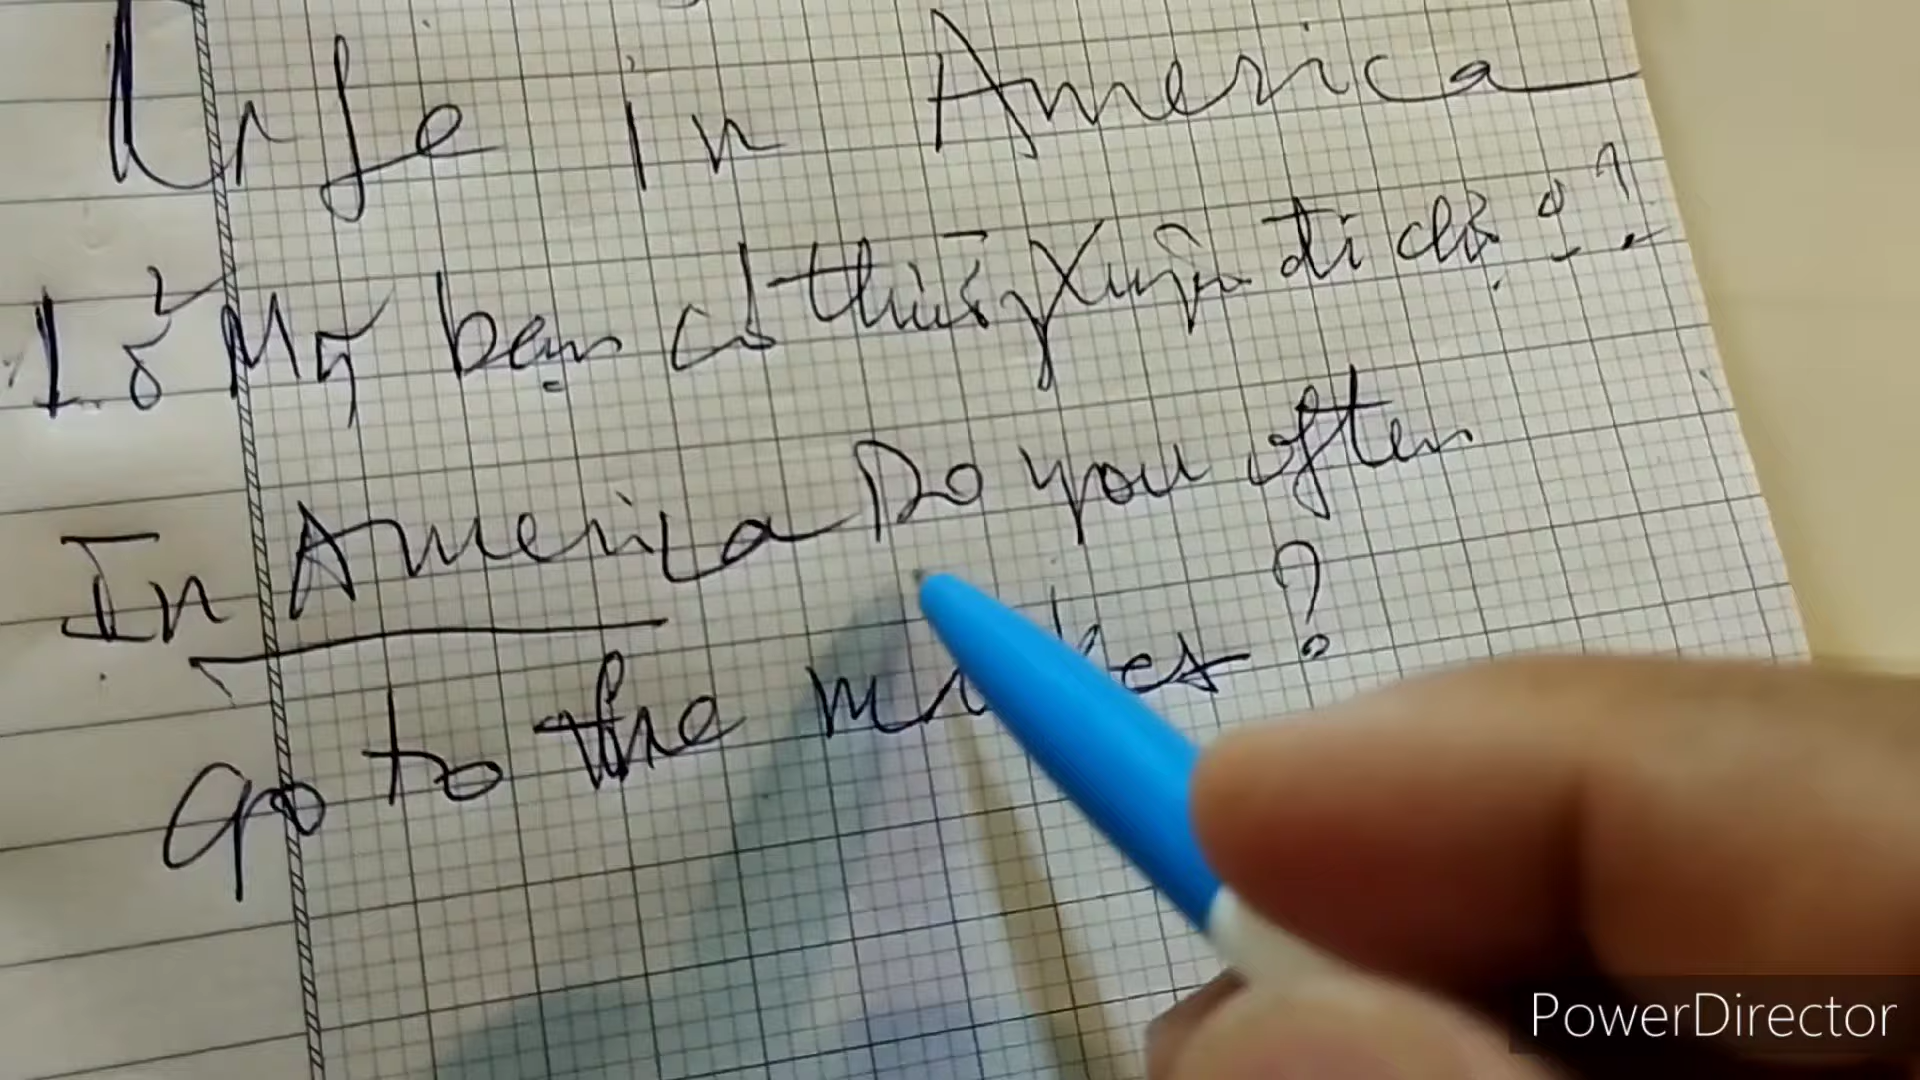 Life in America
1. Ở Mỹ bạn có thường xuyên đi chợ o ?
In America Do you often
go to the market ?
PowerDirector